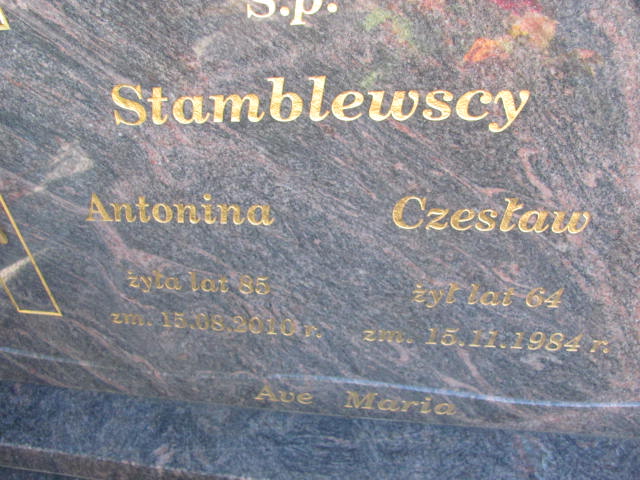 Ś.p.
Stamblewscy
Antonina Czesław
żyła lat 85 żył lat 64
zm. 15.08.2010 r. zm. 15.11.1984 r.
Ave Maria